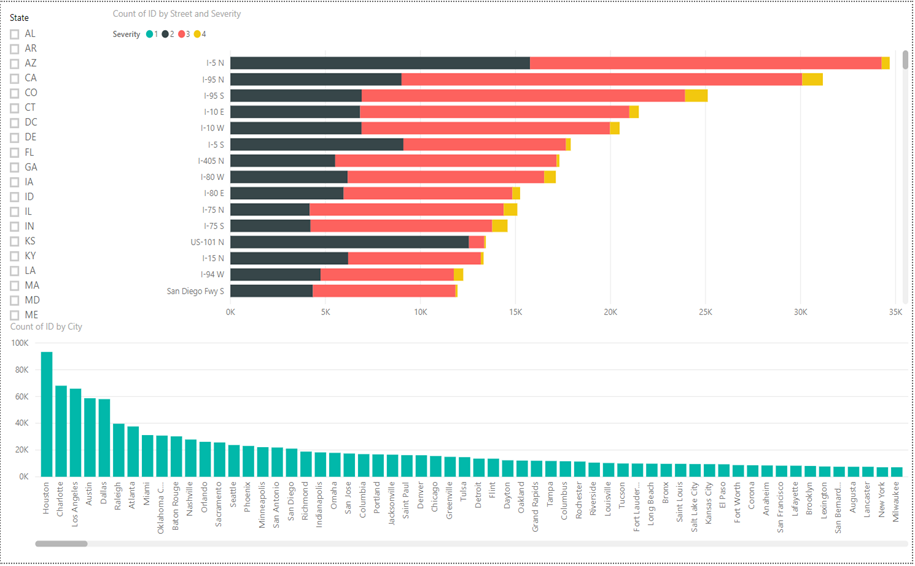 State
AL
AR
AZ
CA
CO
CT
DC
DE
FL
GA
IA
ID
IL
IN
KS
KY
LA
MA
MD
ME
Count of ID by Street and Severity
Severity 1 2 3 4
I-5 N
I-95 N
I-95 S
I-10 E
I-10 W
I-5 S
I-405 N
I-80 W
I-80 E
I-75 N
I-75 S
US-101 N
I-15 N
I-94 W
San Diego Fwy S
0K 5K 10K 15K 20K 25K 30K 35K
Count of ID by City
100K
80K
60K
40K
20K
0K
Houston
Charlotte
Los Angeles
Austin
Dallas
Raleigh
Atlanta
Miami
Oklahoma C...
Baton Rouge
Nashville
Orlando
Sacramento
Seattle
Phoenix
Minneapolis
San Antonio
San Diego
Richmond
Indianapolis
Omaha
San Jose
Columbia
Portland
Jacksonville
Saint Paul
Denver
Chicago
Greenville
Tulsa
Detroit
Flint
Dayton
Oakland
Grand Rapids
Tampa
Columbus
Rochester
Riverside
Louisville
Tucson
Fort Lauder...
Long Beach
Bronx
Saint Louis
Salt Lake City
Kansas City
El Paso
Fort Worth
Corona
Anaheim
San Francisco
Lafayette
Brooklyn
Lexington
San Bernard...
Augusta
Lancaster
New York
Milwaukee